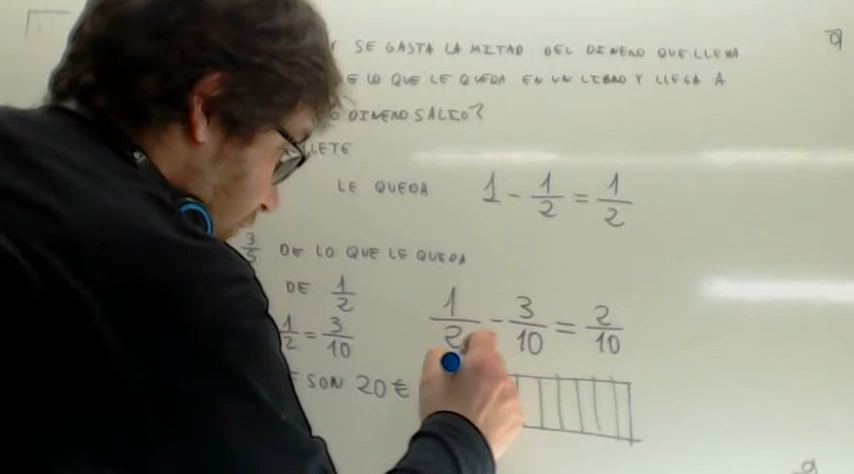 SE GASTA LA MITAD DEL DINERO QUE LLEVA
E LO QUE LE QUEDA EN UN LIBRO Y LLEGA A
O DINERO SALIO?
LETE
LE QUEDA 1 - 1/2 = 1/2
3/5 DE LO QUE LE QUEDA
DE 1/2
1/2 = 3/10 1/2 - 3/10 = 2/10
E SON 20 €